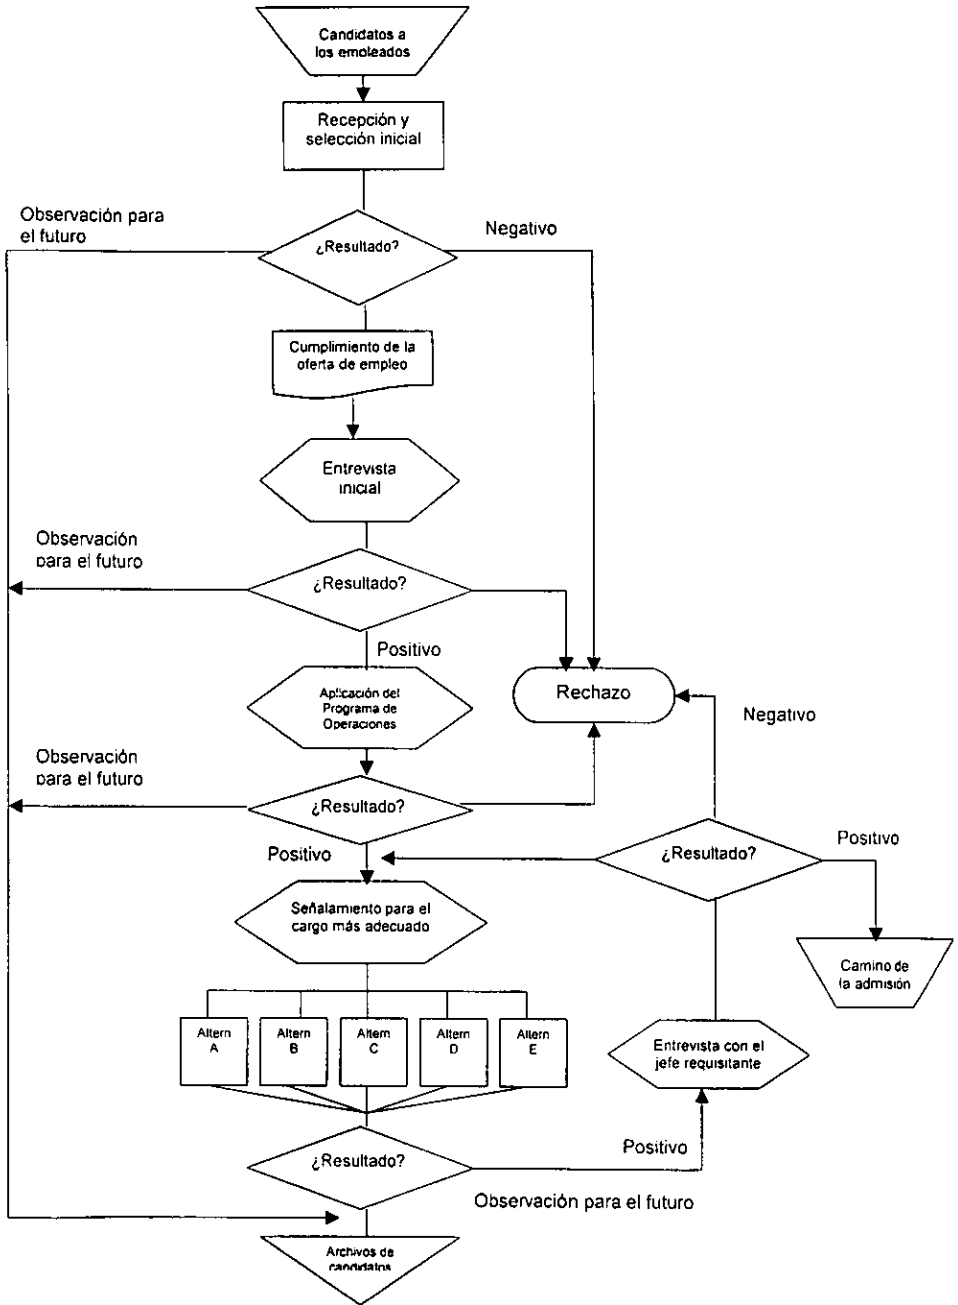 Candidatos a
los emoleados
Recepción y
selección inicial
Observación para
el futuro
¿Resultado?
Negativo
Cumplimiento de la
oferta de empleo
Entrevista
inicial
Observación
para el futuro
¿Resultado?
Positivo
Aplicación del
Programa de
Operaciones
Rechazo
Negativo
Observación
para el futuro
¿Resultado?
Positivo
¿Resultado?
Positivo
Señalamiento para el
cargo más adecuado
Camino de
la admisión
Altern
A
Altern
B
Altern
C
Altern
D
Altern
E
Entrevista con el
jefe requisitante
Positivo
¿Resultado?
Observación para el futuro
Archivos de
candidatos